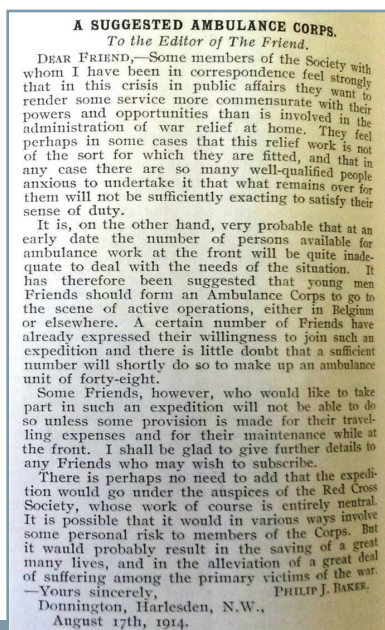 A SUGGESTED AMBULANCE CORPS.
To the Editor of The Friend.
DEAR FRIEND,—Some members of the Society with
whom I have been in correspondence feel strongly
that in this crisis in public affairs they want to
render some service more commensurate with their
powers and opportunities than is involved in the
administration of war relief at home. They feel
perhaps in some cases that this relief work is not
of the sort for which they are fitted, and that in
any case there are so many well-qualified people
anxious to undertake it that what remains over for
them will not be sufficiently exacting to satisfy their
sense of duty.
It is, on the other hand, very probable that at an
early date the number of persons available for
ambulance work at the front will be quite inade-
quate to deal with the needs of the situation. It
has therefore been suggested that young men
Friends should form an Ambulance Corps to go to
the scene of active operations, either in Belgium
or elsewhere. A certain number of Friends have
already expressed their willingness to join such an
expedition and there is little doubt that a sufficient
number will shortly do so to make up an ambulance
unit of forty-eight.
Some Friends, however, who would like to take
part in such an expedition will not be able to do
so unless some provision is made for their travel-
ling expenses and for their maintenance while at
the front. I shall be glad to give further details to
any Friends who may wish to subscribe.
There is perhaps no need to add that the expedi-
tion would go under the auspices of the Red Cross
Society, whose work of course is entirely neutral.
It is possible that it would in various ways involve
some personal risk to members of the Corps. But
it would probably result in the saving of a great
many lives, and in the alleviation of a great deal
of suffering among the primary victims of the war.
—Yours sincerely, PHILIP J. BAKER.
Donnington, Harlesden, N.W.,
August 17th, 1914.